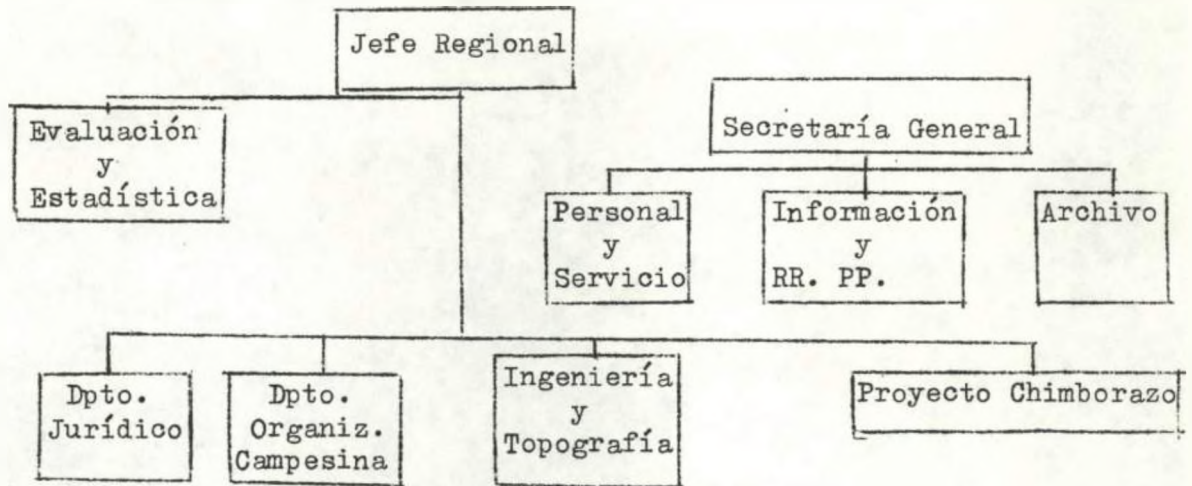 Jefe Regional
Evaluación
y
Estadística
Secretaría General
Personal
y
Servicio
Información
y
RR. PP.
Archivo
Dpto.
Jurídico
Dpto.
Organiz.
Campesina
Ingeniería
y
Topografía
Proyecto Chimborazo